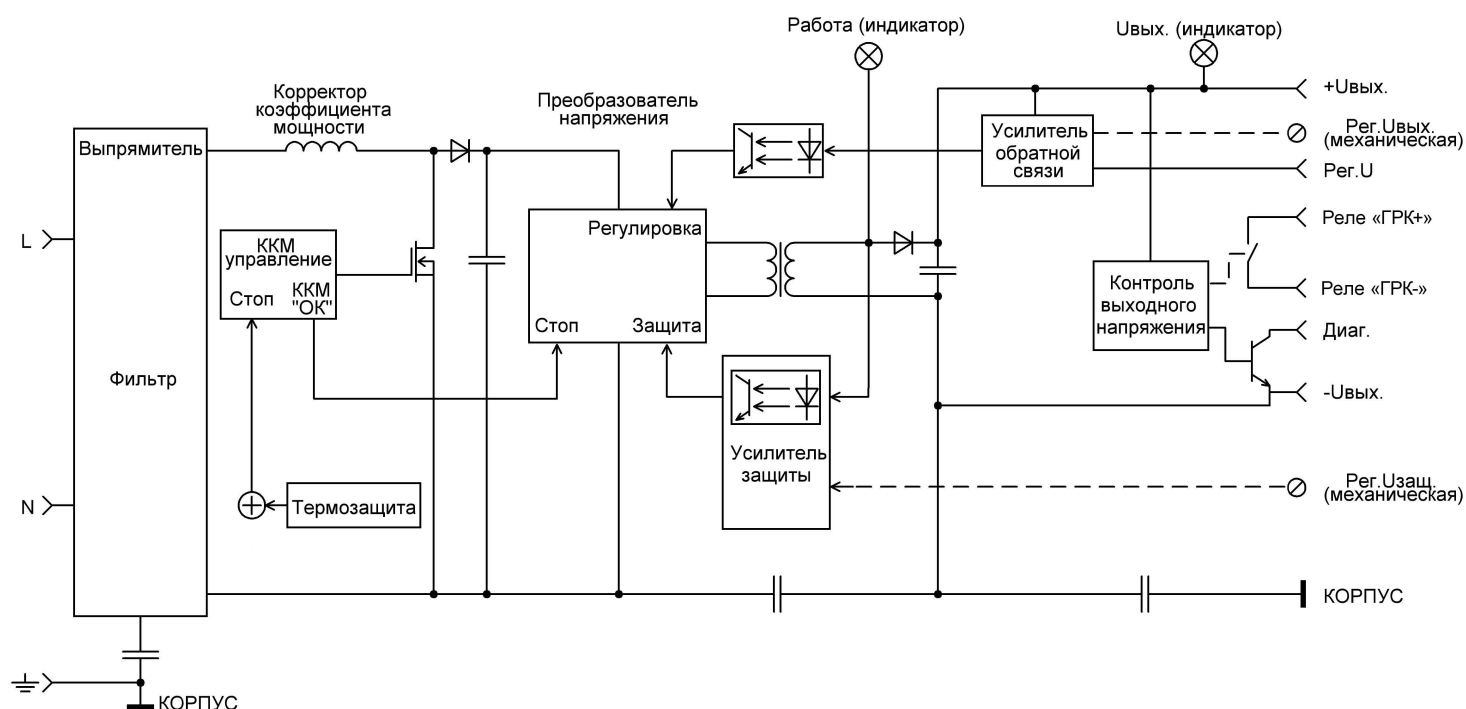 Работа (индикатор)
Uвых. (индикатор)
Корректор
коэффициента
мощности
Преобразователь
напряжения
+Uвых.
Рег.Uвых.
(механическая)
Рег.U
Усилитель
обратной
связи
Выпрямитель
Фильтр
L
N
ККМ
управление
Стоп
ККМ
"ОК"
Регулировка
Стоп
Защита
Реле «ГРК+»
Реле «ГРК-»
Контроль
выходного
напряжения
Диаг.
-Uвых.
Усилитель
защиты
Термозащита
Рег.Uзащ.
(механическая)
КОРПУС
КОРПУС